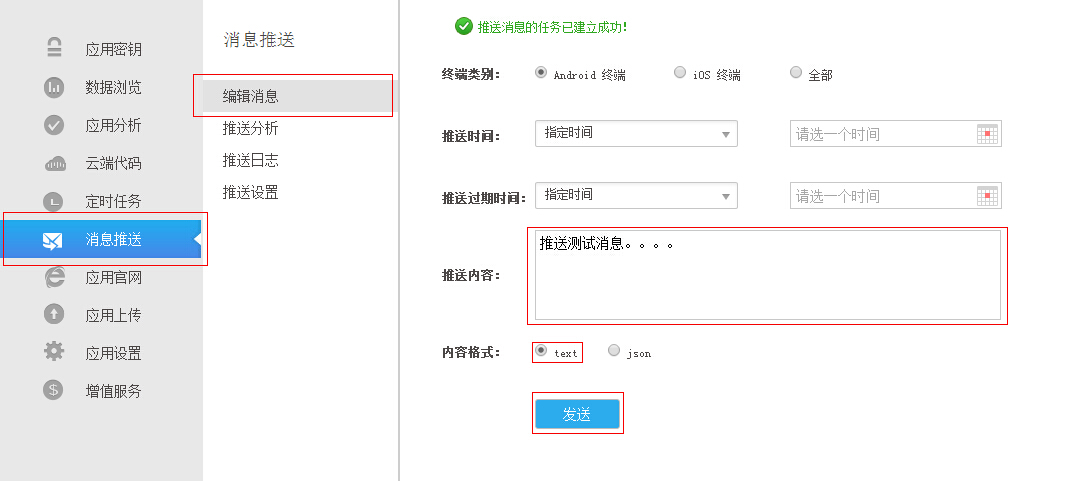 应用密钥
数据浏览
应用分析
云端代码
定时任务
消息推送
应用官网
应用上传
应用设置
增值服务
消息推送
编辑消息
推送分析
推送日志
推送设置
推送消息的任务已建立成功!
终端类别: Android 终端 iOS 终端 全部
推送时间: 指定时间 请选一个时间
推送过期时间: 指定时间 请选一个时间
推送内容: 推送测试消息。。。。
内容格式: text json
发送